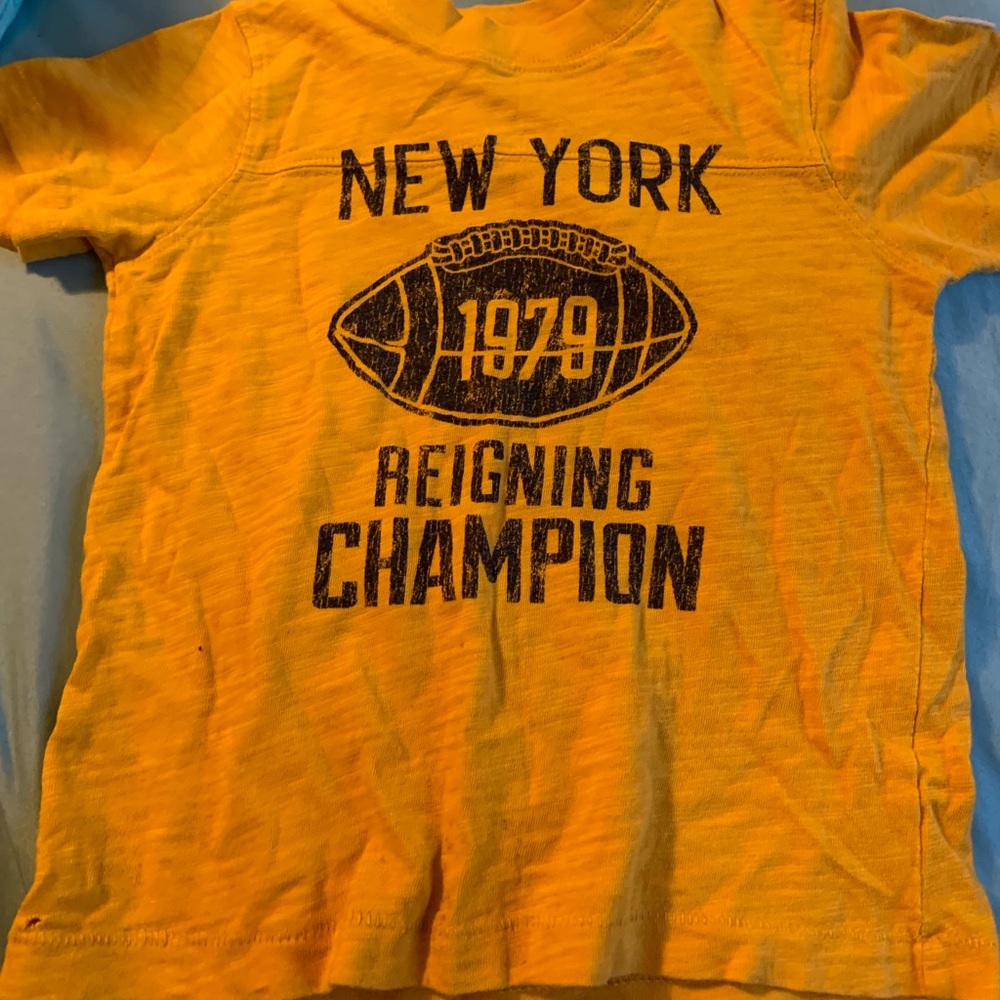 NEW YORK
1979
REIGNING
CHAMPION